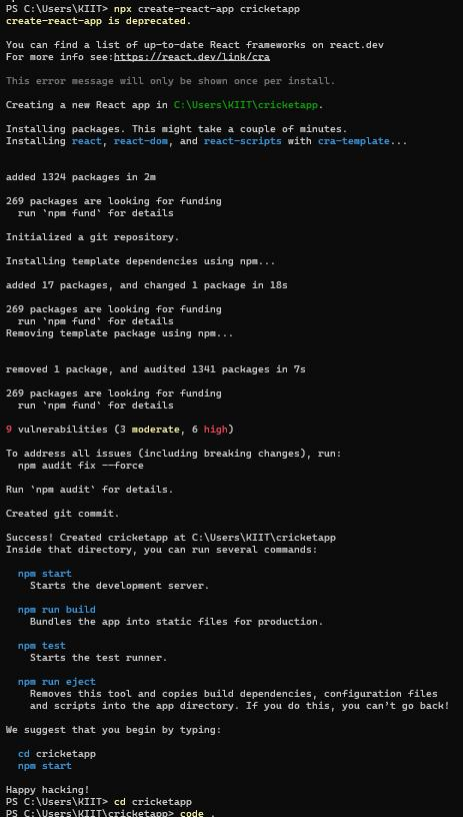 PS C:\Users\KIIT> npx create-react-app cricketapp
create-react-app is deprecated.
You can find a list of up-to-date React frameworks on react.dev
For more info see:https://react.dev/link/cra
This error message will only be shown once per install.
Creating a new React app in C:\Users\KIIT\cricketapp.
Installing packages. This might take a couple of minutes.
Installing react, react-dom, and react-scripts with cra-template...
added 1324 packages in 2m
269 packages are looking for funding
  run `npm fund` for details
Initialized a git repository.
Installing template dependencies using npm...
added 17 packages, and changed 1 package in 18s
269 packages are looking for funding
  run `npm fund` for details
Removing template package using npm...
removed 1 package, and audited 1341 packages in 7s
269 packages are looking for funding
  run `npm fund` for details
9 vulnerabilities (3 moderate, 6 high)
To address all issues (including breaking changes), run:
  npm audit fix --force
Run `npm audit` for details.
Created git commit.
Success! Created cricketapp at C:\Users\KIIT\cricketapp
Inside that directory, you can run several commands:
  npm start
    Starts the development server.
  npm run build
    Bundles the app into static files for production.
  npm test
    Starts the test runner.
  npm run eject
    Removes this tool and copies build dependencies, configuration files
    and scripts into the app directory. If you do this, you can't go back!
We suggest that you begin by typing:
  cd cricketapp
  npm start
Happy hacking!
PS C:\Users\KIIT> cd cricketapp
PS C:\Users\KIIT\cricketapp> code .